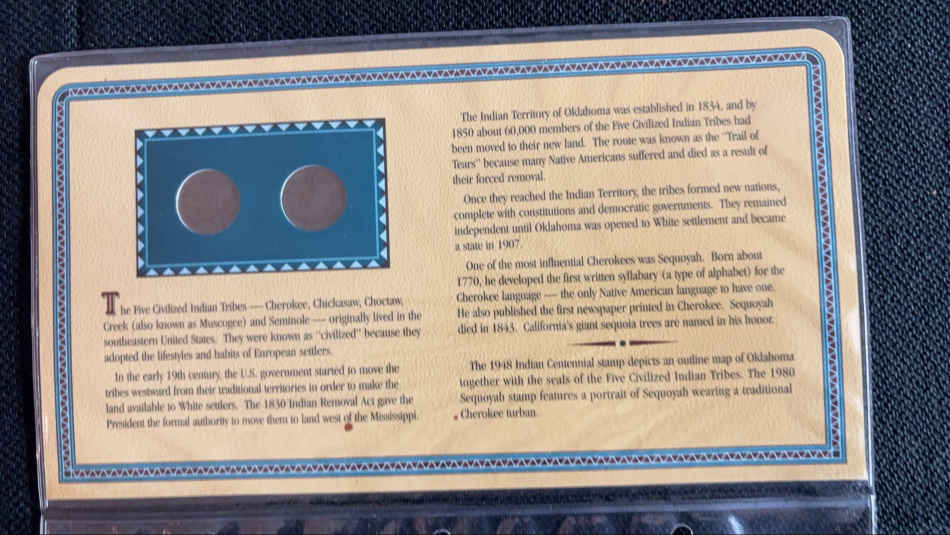 The Five Civilized Indian Tribes — Cherokee, Chickasaw, Choctaw,
Creek (also known as Muscogee) and Seminole — originally lived in the
southeastern United States. They were known as "civilized" because they
adopted the lifestyles and habits of European settlers.
In the early 19th century, the U.S. government started to move the
tribes westward from their traditional territories in order to make the
land available to White settlers. The 1830 Indian Removal Act gave the
President the formal authority to move them to land west of the Mississippi.
The Indian Territory of Oklahoma was established in 1834, and by
1850 about 60,000 members of the Five Civilized Indian Tribes had
been moved to their new land. The route was known as the "Trail of
Tears" because many Native Americans suffered and died as a result of
their forced removal.
Once they reached the Indian Territory, the tribes formed new nations,
complete with constitutions and democratic governments. They remained
independent until Oklahoma was opened to White settlement and became
a state in 1907.
One of the most influential Cherokees was Sequoyah. Born about
1770, he developed the first written syllabary (a type of alphabet) for the
Cherokee language — the only Native American language to have one.
He also published the first newspaper printed in Cherokee. Sequoyah
died in 1843. California's giant sequoia trees are named in his honor.
The 1948 Indian Centennial stamp depicts an outline map of Oklahoma
together with the seals of the Five Civilized Indian Tribes. The 1980
Sequoyah stamp features a portrait of Sequoyah wearing a traditional
Cherokee turban.